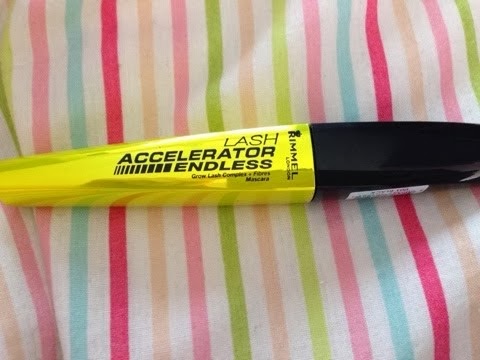 LASH
ACCELERATOR
ENDLESS
Grow Lash Complex + Fibres
Mascara
RIMMEL
LONDON